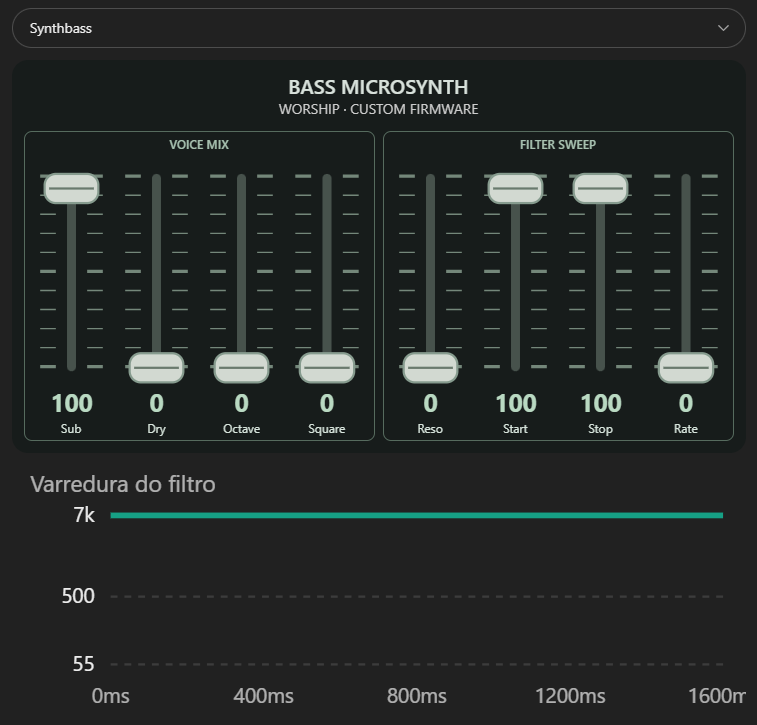 Synthbass
BASS MICROSYNTH
WORSHIP · CUSTOM FIRMWARE
VOICE MIX
100 0 0 0
Sub Dry Octave Square
FILTER SWEEP
0 100 100 0
Reso Start Stop Rate
Varredura do filtro
7k
500
55
0ms 400ms 800ms 1200ms 1600m